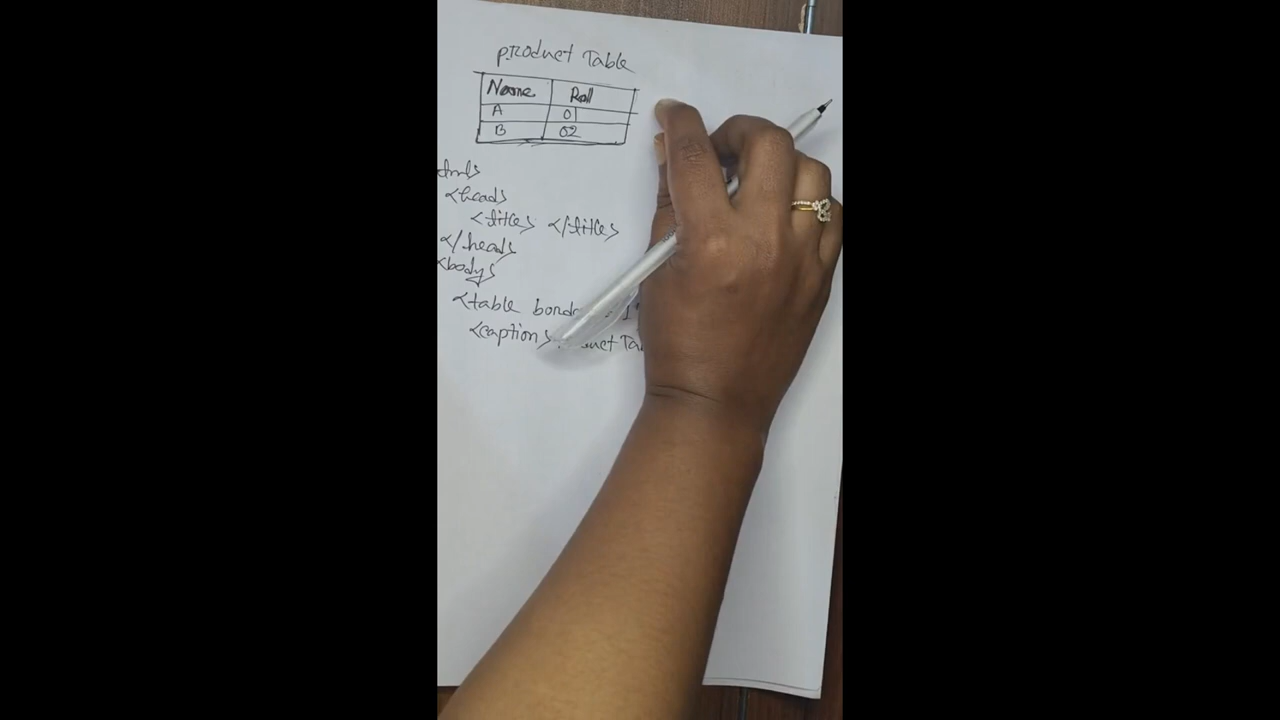 Product Table
Name Roll
A 01
B 02
<head>
<title> </title>
</head>
<body>
<table
<caption>